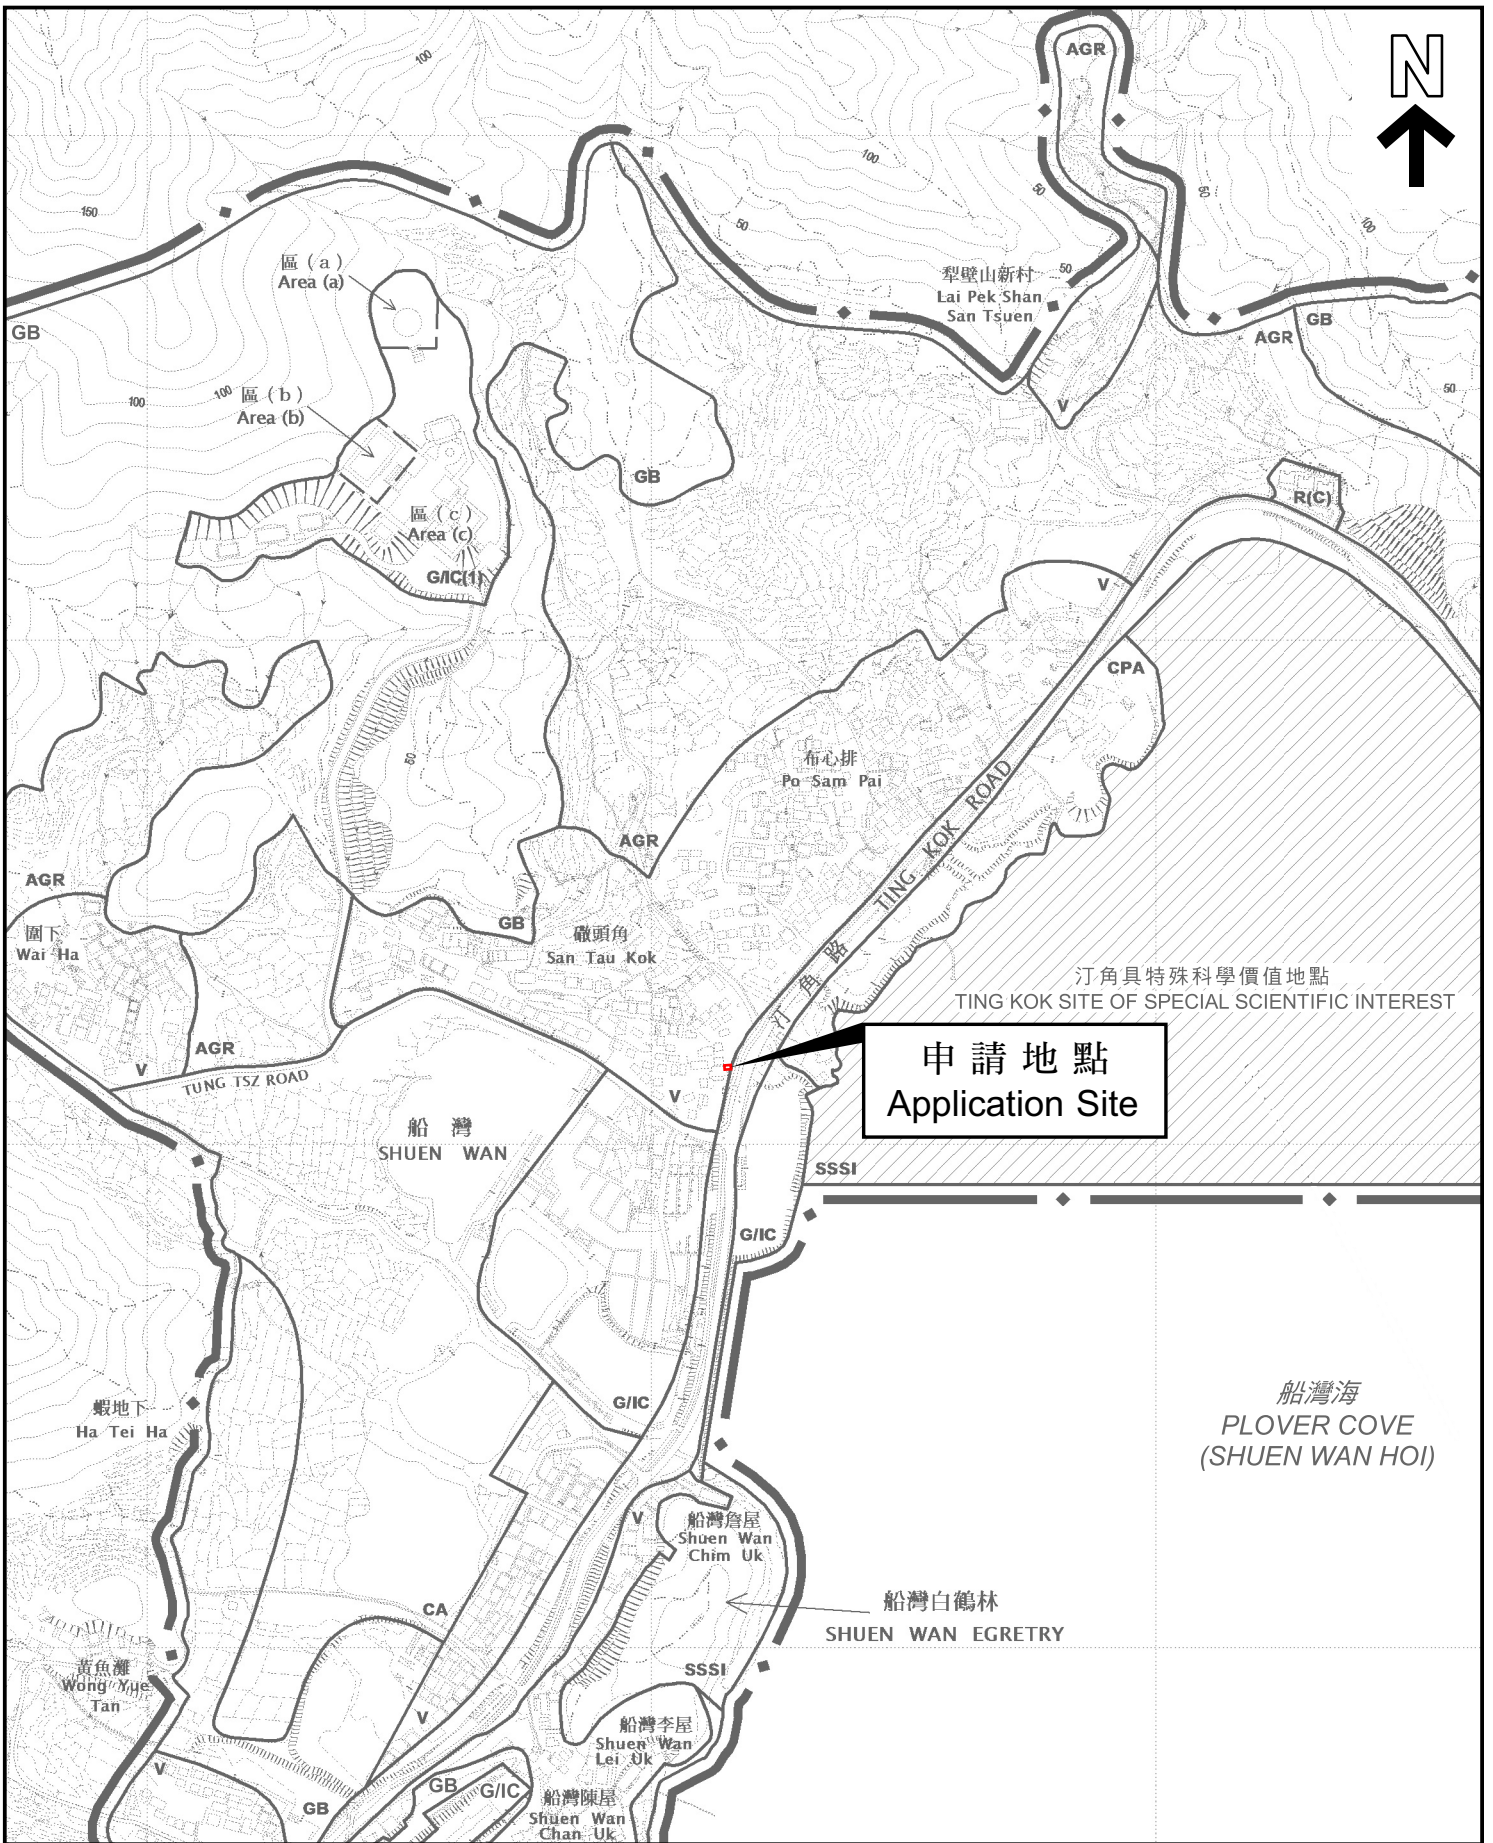 N
AGR
100
100
50
50
150
50
100
區 ( a )
Area (a)
犁壁山新村
Lai Pek Shan
San Tsuen
50
GB
AGR
GB
100
100
區 ( b )
Area (b)
V
50
GB
區 ( c )
Area (c)
G/IC(1)
R(C)
V
CPA
50
布心排
Po Sam Pai
AGR
AGR
圍下
Wai Ha
GB
磡頭角
San Tau Kok
汀角路
TING KOK ROAD
汀角具特殊科學價值地點
TING KOK SITE OF SPECIAL SCIENTIFIC INTEREST
AGR
V
TUNG TSZ ROAD
V
申請地點
Application Site
船灣
SHUEN WAN
SSSI
G/IC
蝦地下
Ha Tei Ha
G/IC
船灣海
PLOVER COVE
(SHUEN WAN HOI)
V
船灣詹屋
Shuen Wan
Chim Uk
CA
船灣白鶴林
SHUEN WAN EGRETRY
黃魚灘
Wong Yue
Tan
SSSI
V
船灣李屋
Shuen Wan
Lei Uk
V
GB
GB
G/IC
船灣陳屋
Shuen Wan
Chan Uk